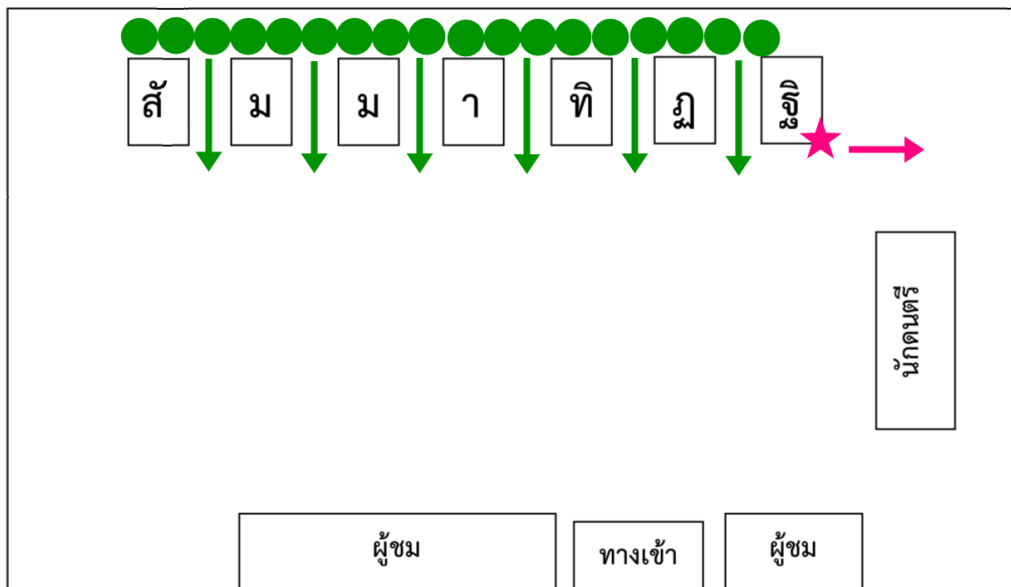 สั ม ม า ทิ ฏ ฐิ
นักดนตรี
ผู้ชม ทางเข้า ผู้ชม